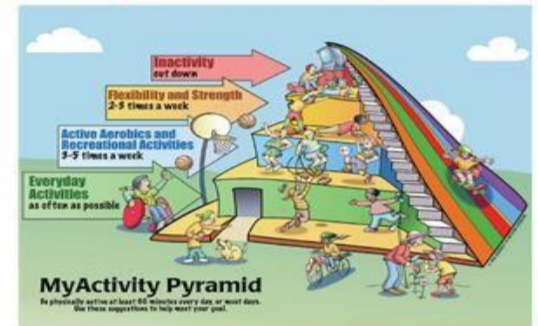 Inactivity
cut down
Flexibility and Strength
2-3 times a week
Active Aerobics and
Recreational Activities
3-5 times a week
Everyday
Activities
as often as possible
MyActivity Pyramid
Be physically active at least 60 minutes every day, or most days.
Use these suggestions to help meet your goal.